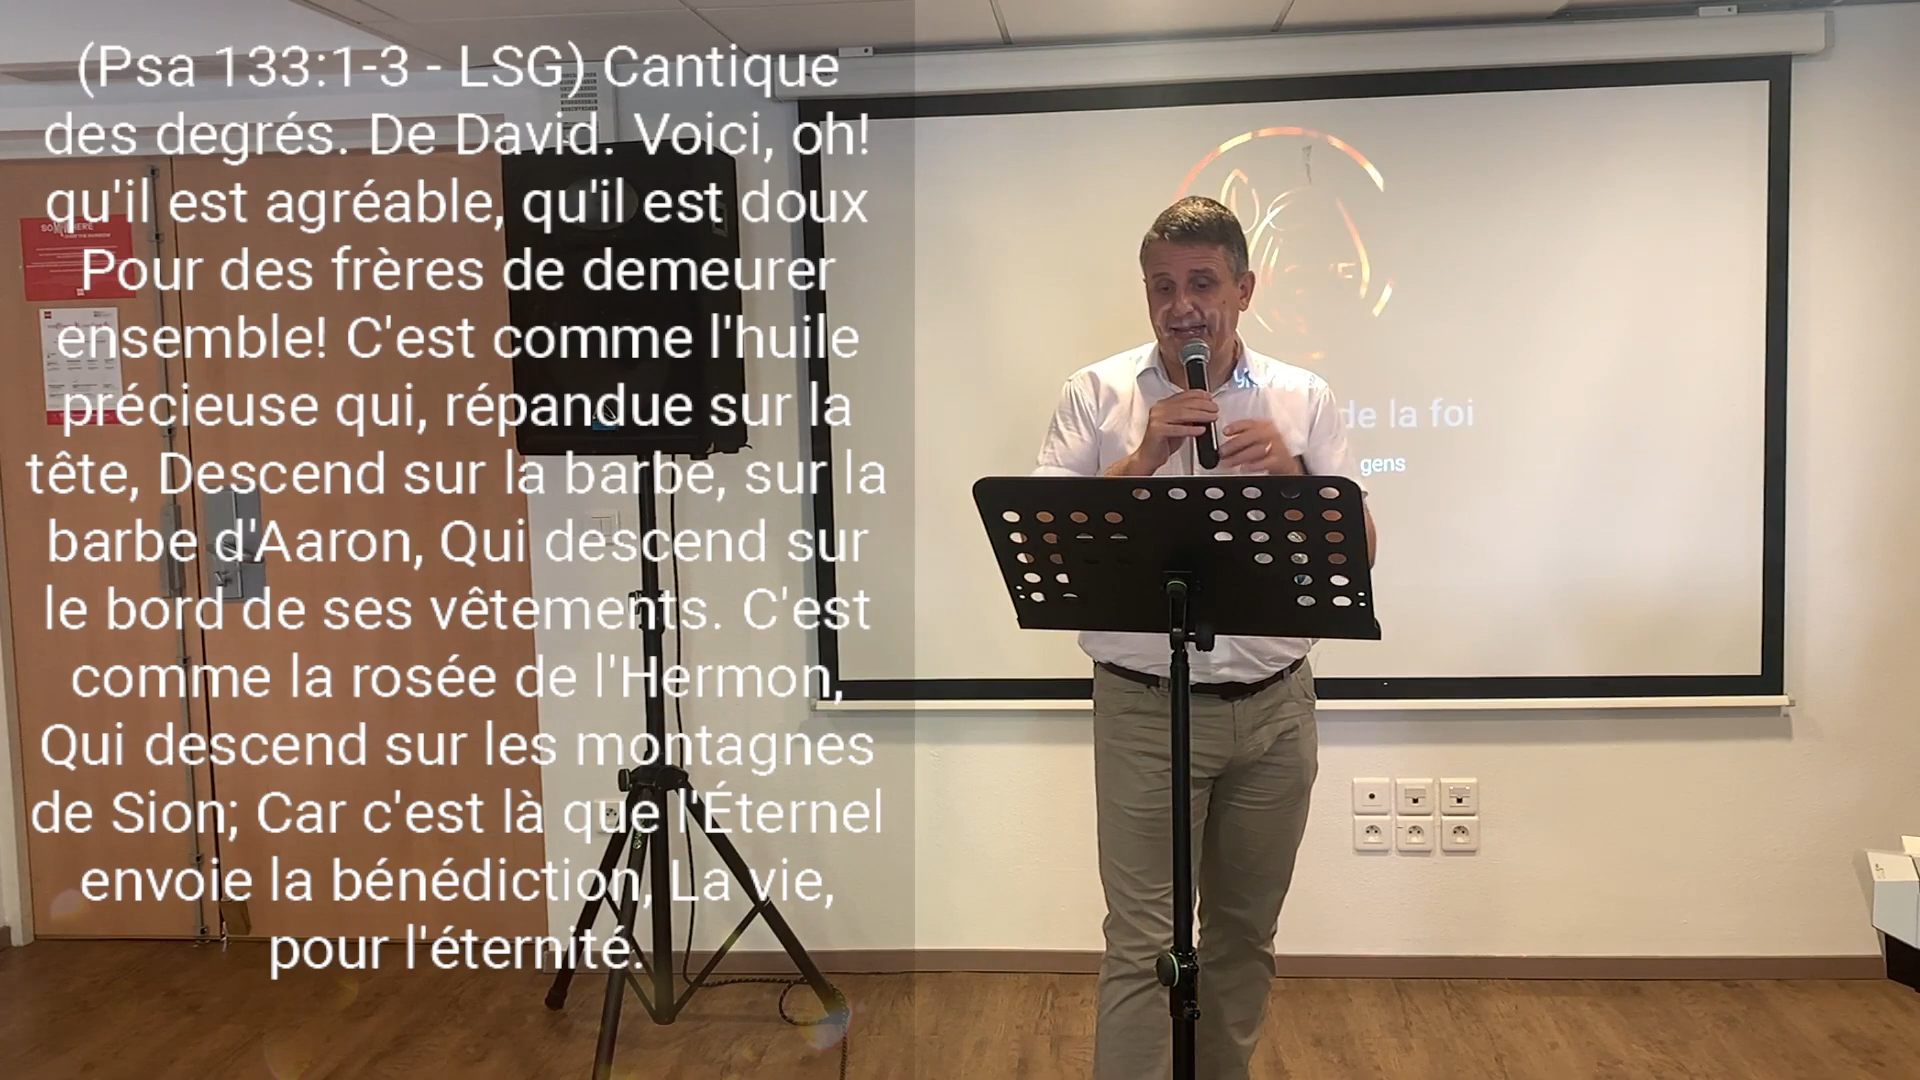 (Psa 133:1-3 - LSG) Cantique
des degrés. De David. Voici, oh!
qu'il est agréable, qu'il est doux
Pour des frères de demeurer
ensemble! C'est comme l'huile
précieuse qui, répandue sur la
tête, Descend sur la barbe, sur la
barbe d'Aaron, Qui descend sur
le bord de ses vêtements. C'est
comme la rosée de l'Hermon,
Qui descend sur les montagnes
de Sion; Car c'est là que l'Éternel
envoie la bénédiction, La vie,
pour l'éternité.
de la foi
gens